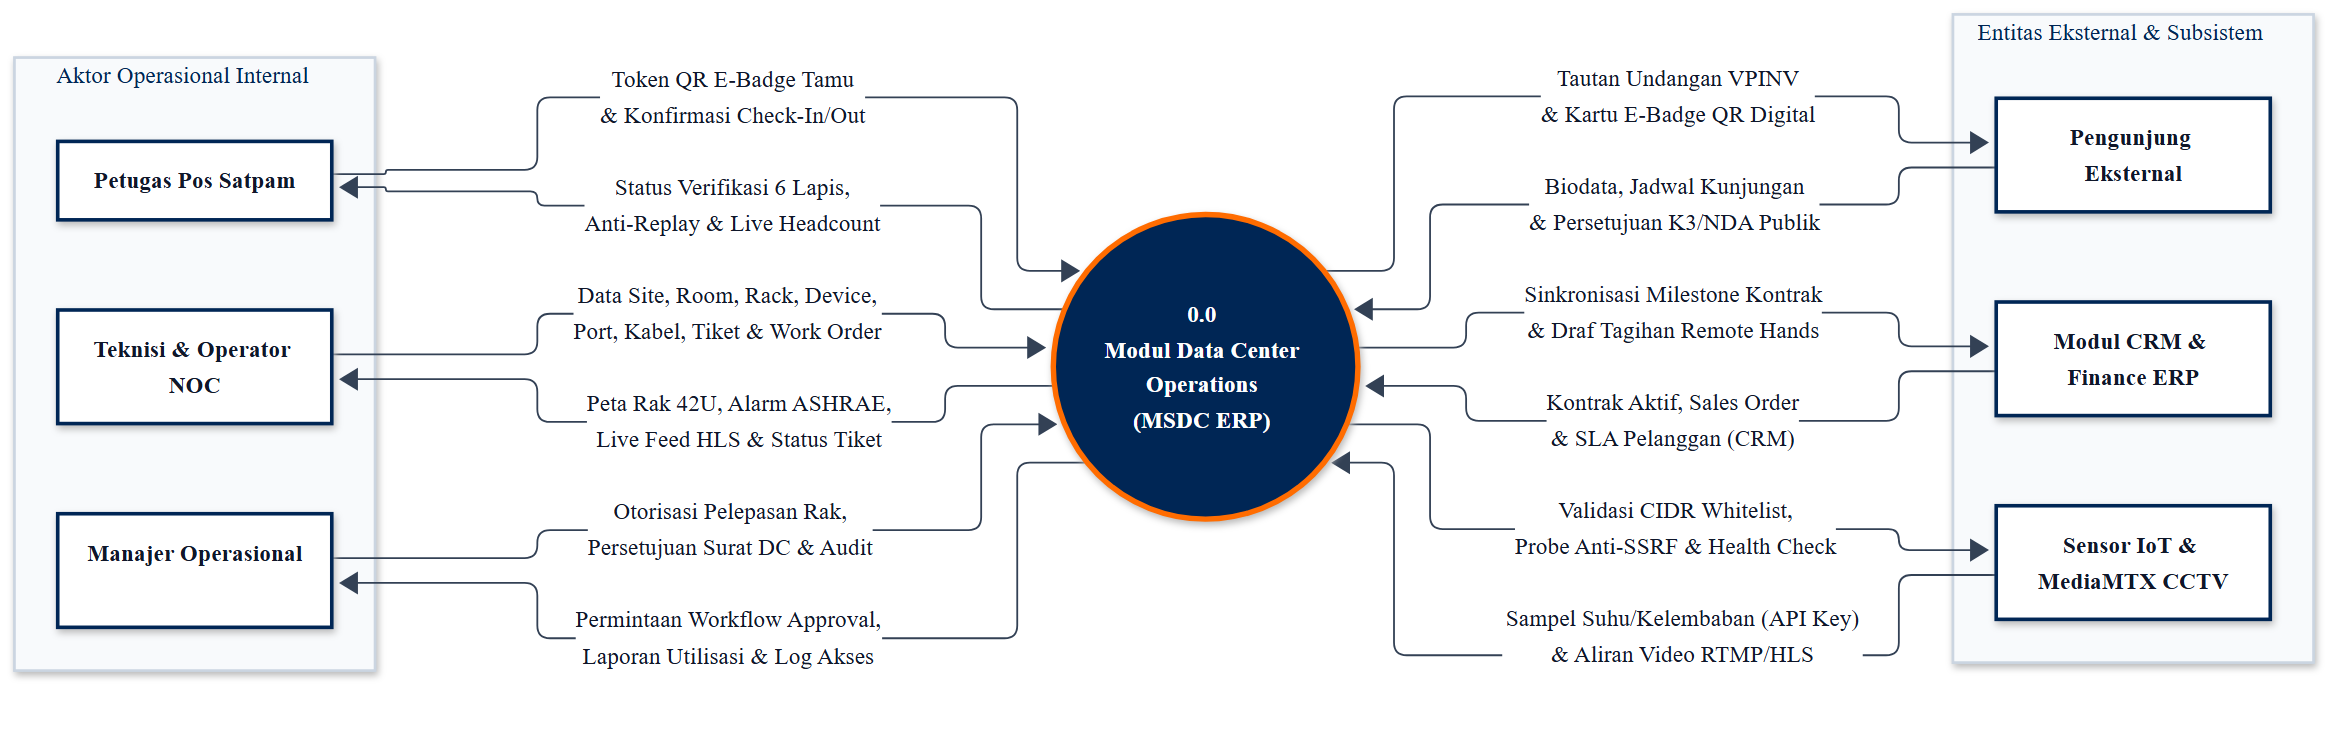 Aktor Operasional Internal
Petugas Pos Satpam
Teknisi & Operator
NOC
Manajer Operasional
Token QR E-Badge Tamu
& Konfirmasi Check-In/Out
Status Verifikasi 6 Lapis,
Anti-Replay & Live Headcount
Data Site, Room, Rack, Device,
Port, Kabel, Tiket & Work Order
Peta Rak 42U, Alarm ASHRAE,
Live Feed HLS & Status Tiket
Otorisasi Pelepasan Rak,
Persetujuan Surat DC & Audit
Permintaan Workflow Approval,
Laporan Utilisasi & Log Akses
0.0
Modul Data Center
Operations
(MSDC ERP)
Tautan Undangan VPINV
& Kartu E-Badge QR Digital
Biodata, Jadwal Kunjungan
& Persetujuan K3/NDA Publik
Sinkronisasi Milestone Kontrak
& Draf Tagihan Remote Hands
Kontrak Aktif, Sales Order
& SLA Pelanggan (CRM)
Validasi CIDR Whitelist,
Probe Anti-SSRF & Health Check
Sampel Suhu/Kelembaban (API Key)
& Aliran Video RTMP/HLS
Entitas Eksternal & Subsistem
Pengunjung
Eksternal
Modul CRM &
Finance ERP
Sensor IoT &
MediaMTX CCTV